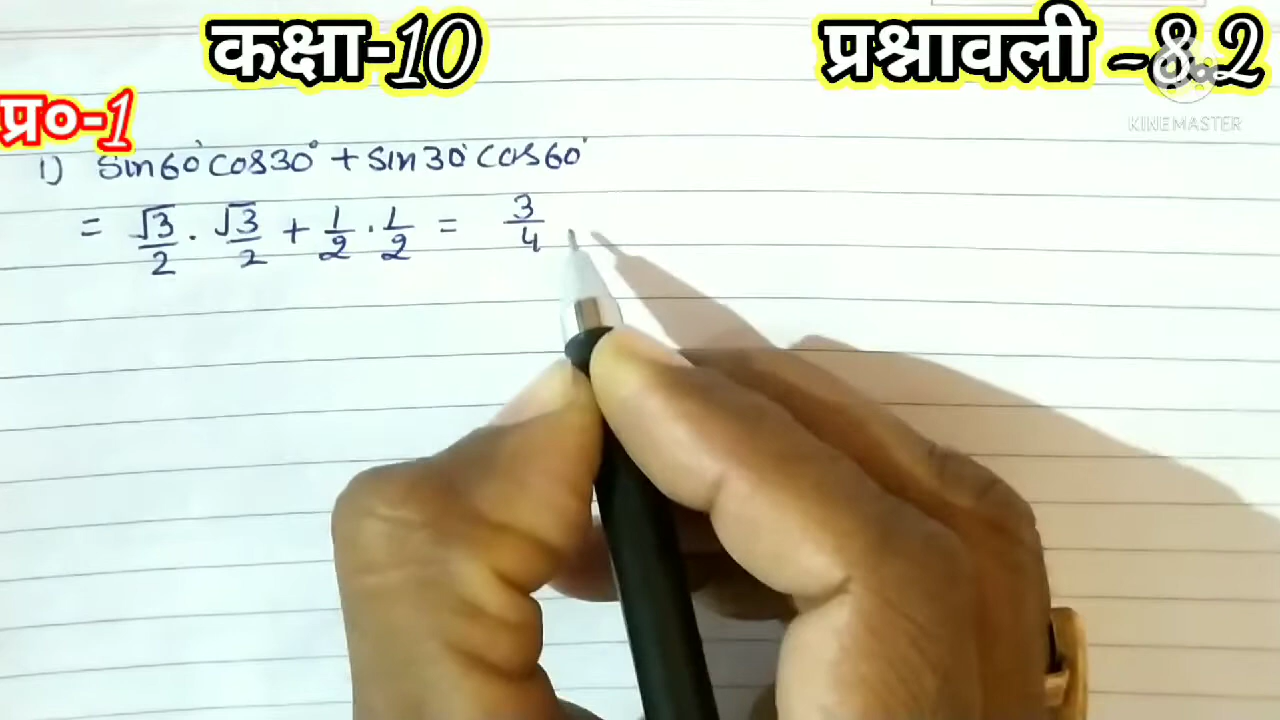 कक्षा-10 प्रश्नावली -8.2
KINEMASTER
प्र०-1
1) Sin60° cos30° + sin30° cos60°
= √3/2 . √3/2 + 1/2 . 1/2 = 3/4